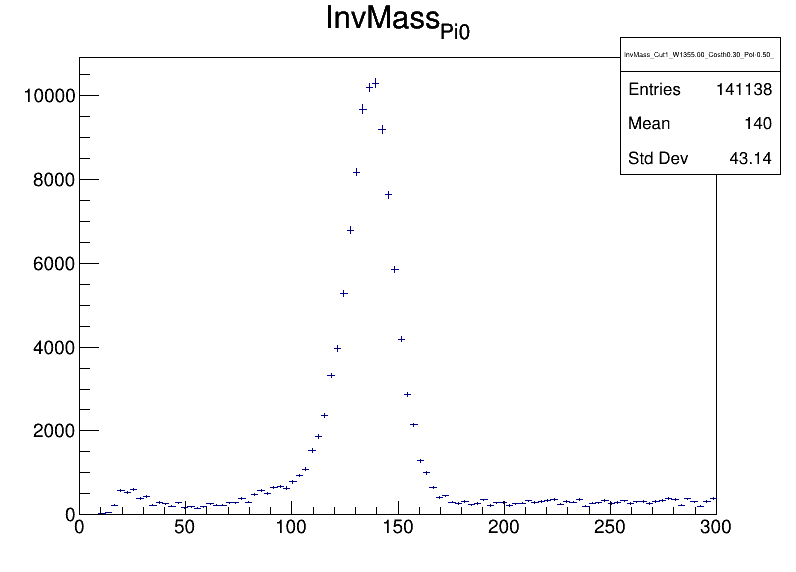 InvMassPi0
InvMass_Cut1_W1355.00_Costh0.30_Pol-0.50_
Entries 141138
Mean 140
Std Dev 43.14
10000
8000
6000
4000
2000
0
0 50 100 150 200 250 300